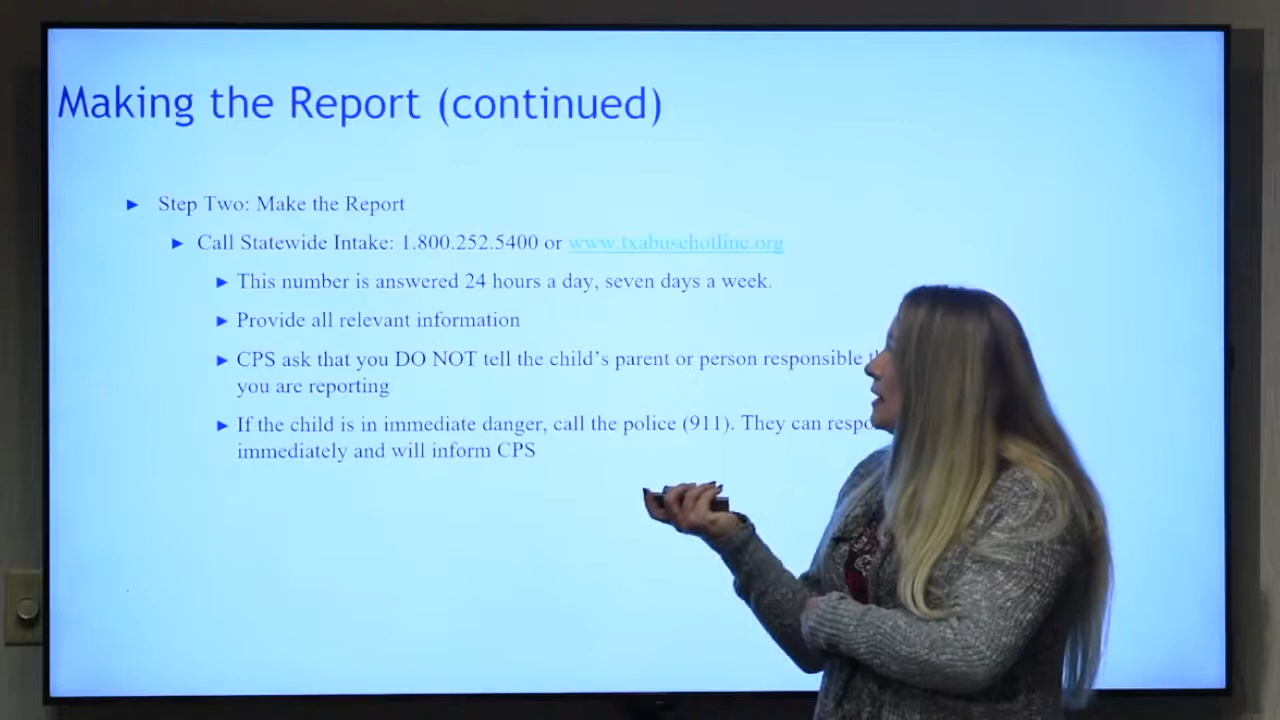 Making the Report (continued)
► Step Two: Make the Report
► Call Statewide Intake: 1.800.252.5400 or www.txabusehotline.org
► This number is answered 24 hours a day, seven days a week.
► Provide all relevant information
► CPS ask that you DO NOT tell the child's parent or person responsible
you are reporting
► If the child is in immediate danger, call the police (911). They can
immediately and will inform CPS